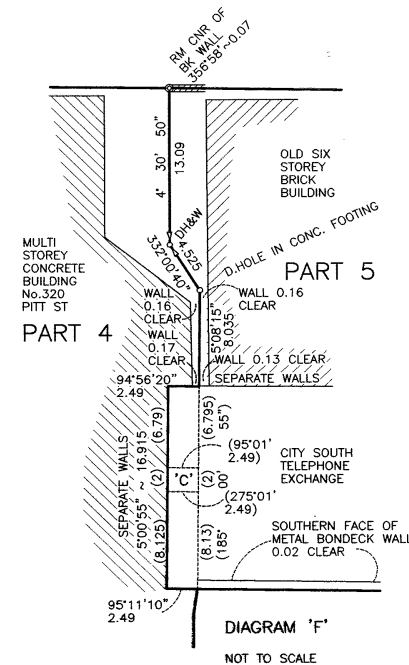 RM CNR OF
BK WALL
356°58'~0.07
4° 30' 50"
13.09
OLD SIX
STOREY
BRICK
BUILDING
DH&W
332°00'40"
4.525
D.HOLE IN CONC. FOOTING
MULTI
STOREY
CONCRETE
BUILDING
No.320
PITT ST
PART 4
PART 5
WALL
0.16
CLEAR
WALL 0.16
CLEAR
5°08'15"
8.035
WALL
0.17
CLEAR
WALL 0.13 CLEAR
SEPARATE WALLS
94°56'20"
2.49
SEPARATE WALLS
5°00'55" ~ 16.915
(6.79)
(2)
(8.125)
'C'
(6.795)
(2)
(8.13)
(185° 00' 55")
(95°01'
2.49)
(275°01'
2.49)
CITY SOUTH
TELEPHONE
EXCHANGE
SOUTHERN FACE OF
METAL BONDECK WALL
0.02 CLEAR
95°11'10"
2.49
DIAGRAM 'F'
NOT TO SCALE